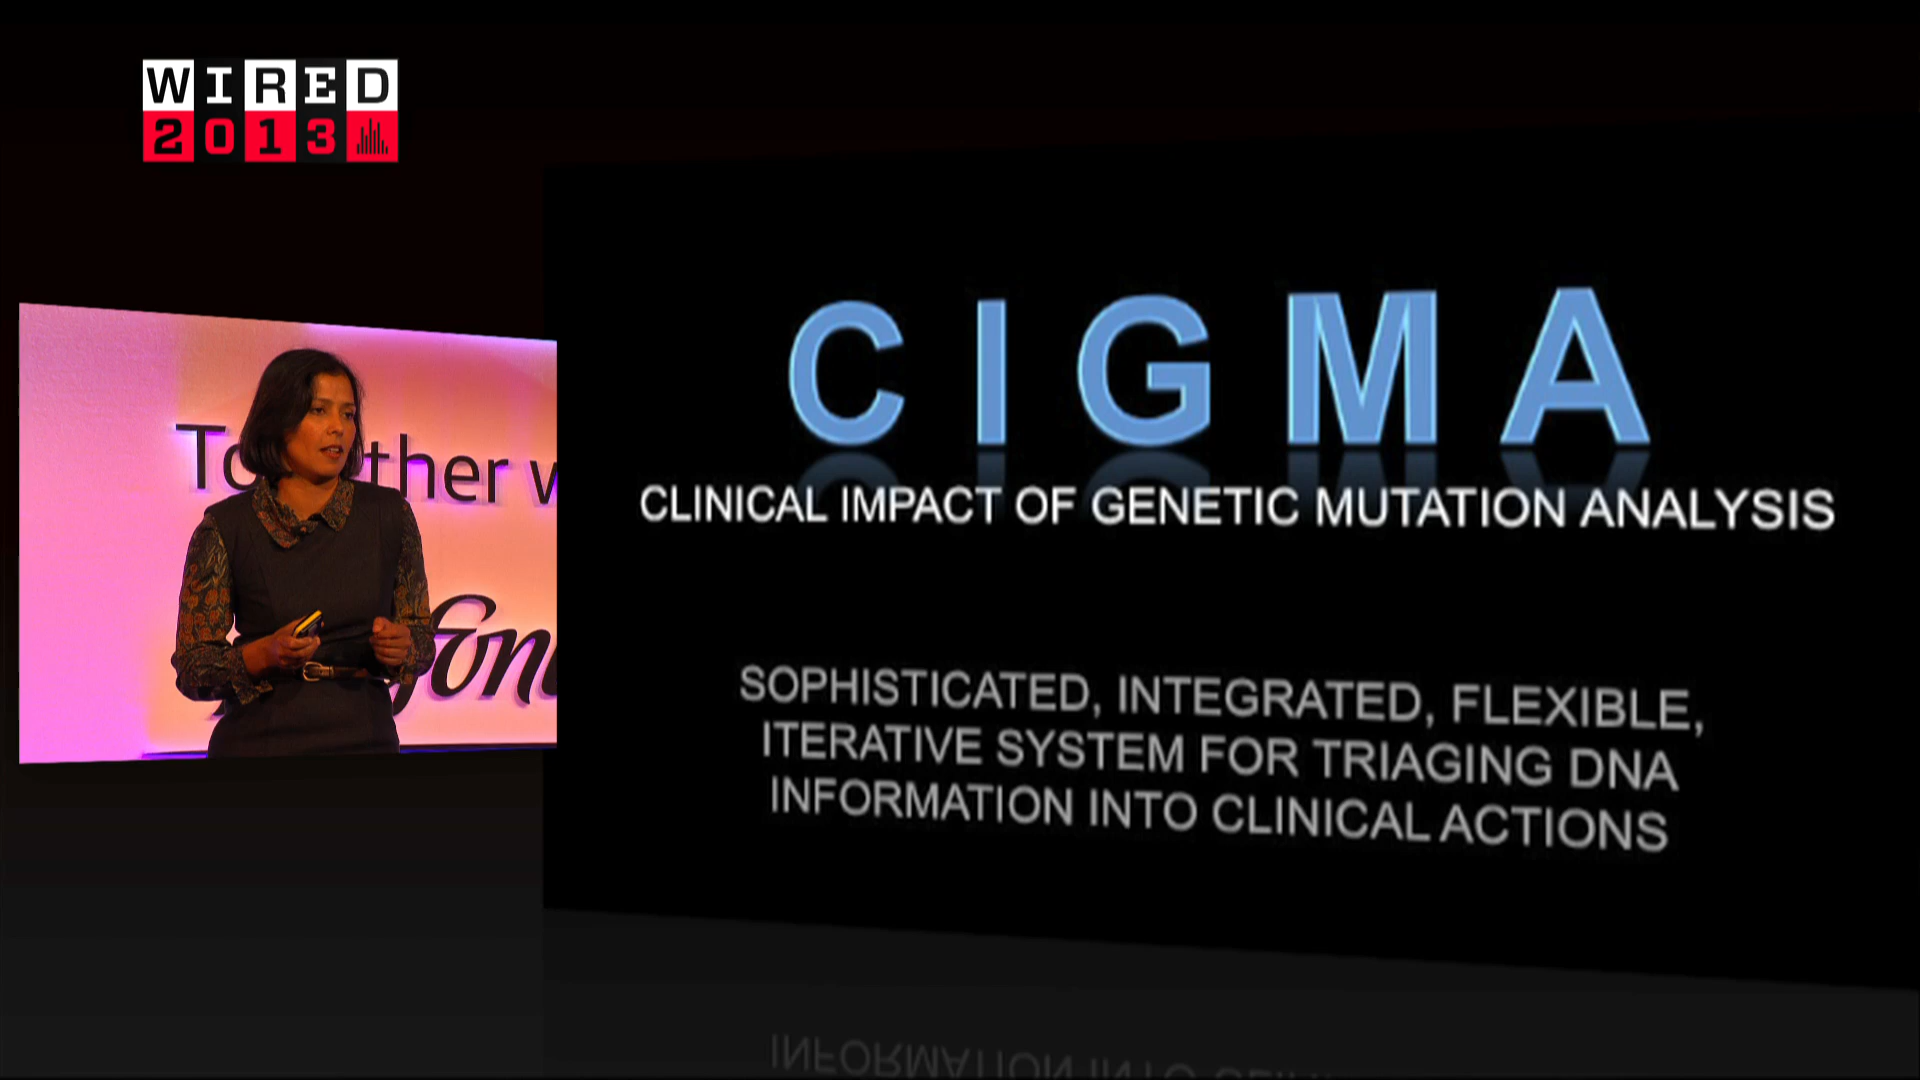 WIRED
2013
CIGMA
CLINICAL IMPACT OF GENETIC MUTATION ANALYSIS
SOPHISTICATED, INTEGRATED, FLEXIBLE,
ITERATIVE SYSTEM FOR TRIAGING DNA
INFORMATION INTO CLINICAL ACTIONS